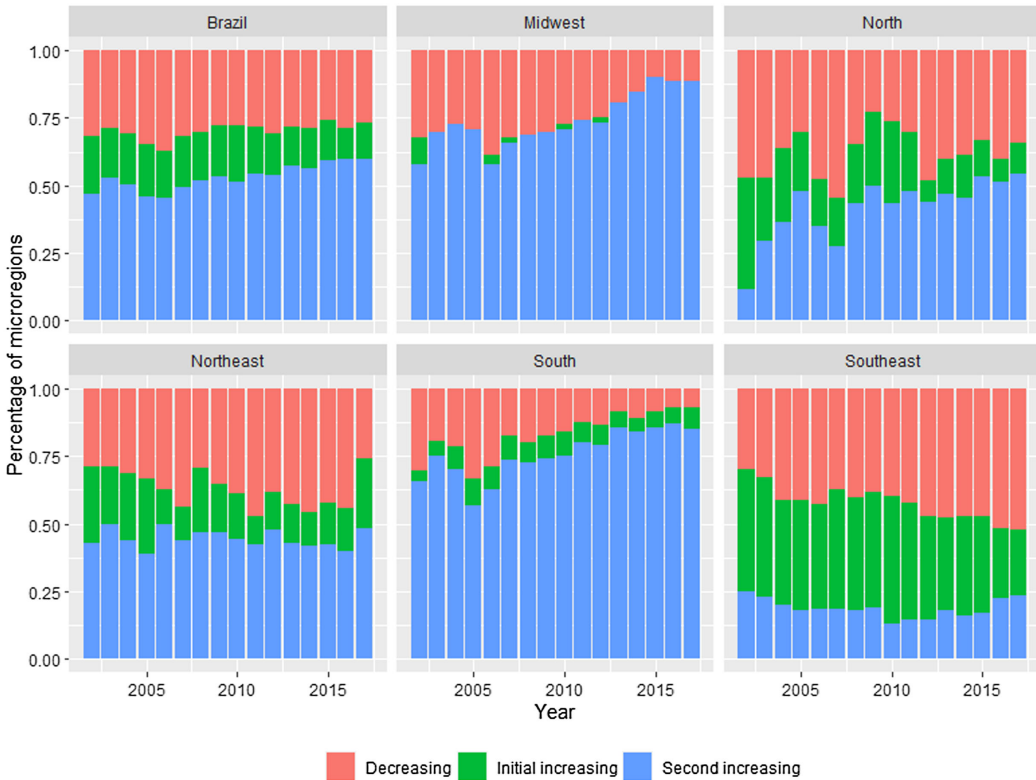 Brazil Midwest North
1.00
0.75
0.50
0.25
0.00
Northeast South Southeast
1.00
0.75
0.50
0.25
0.00
Percentage of microregions
2005 2010 2015 2005 2010 2015 2005 2010 2015
Year
Decreasing Initial increasing Second increasing